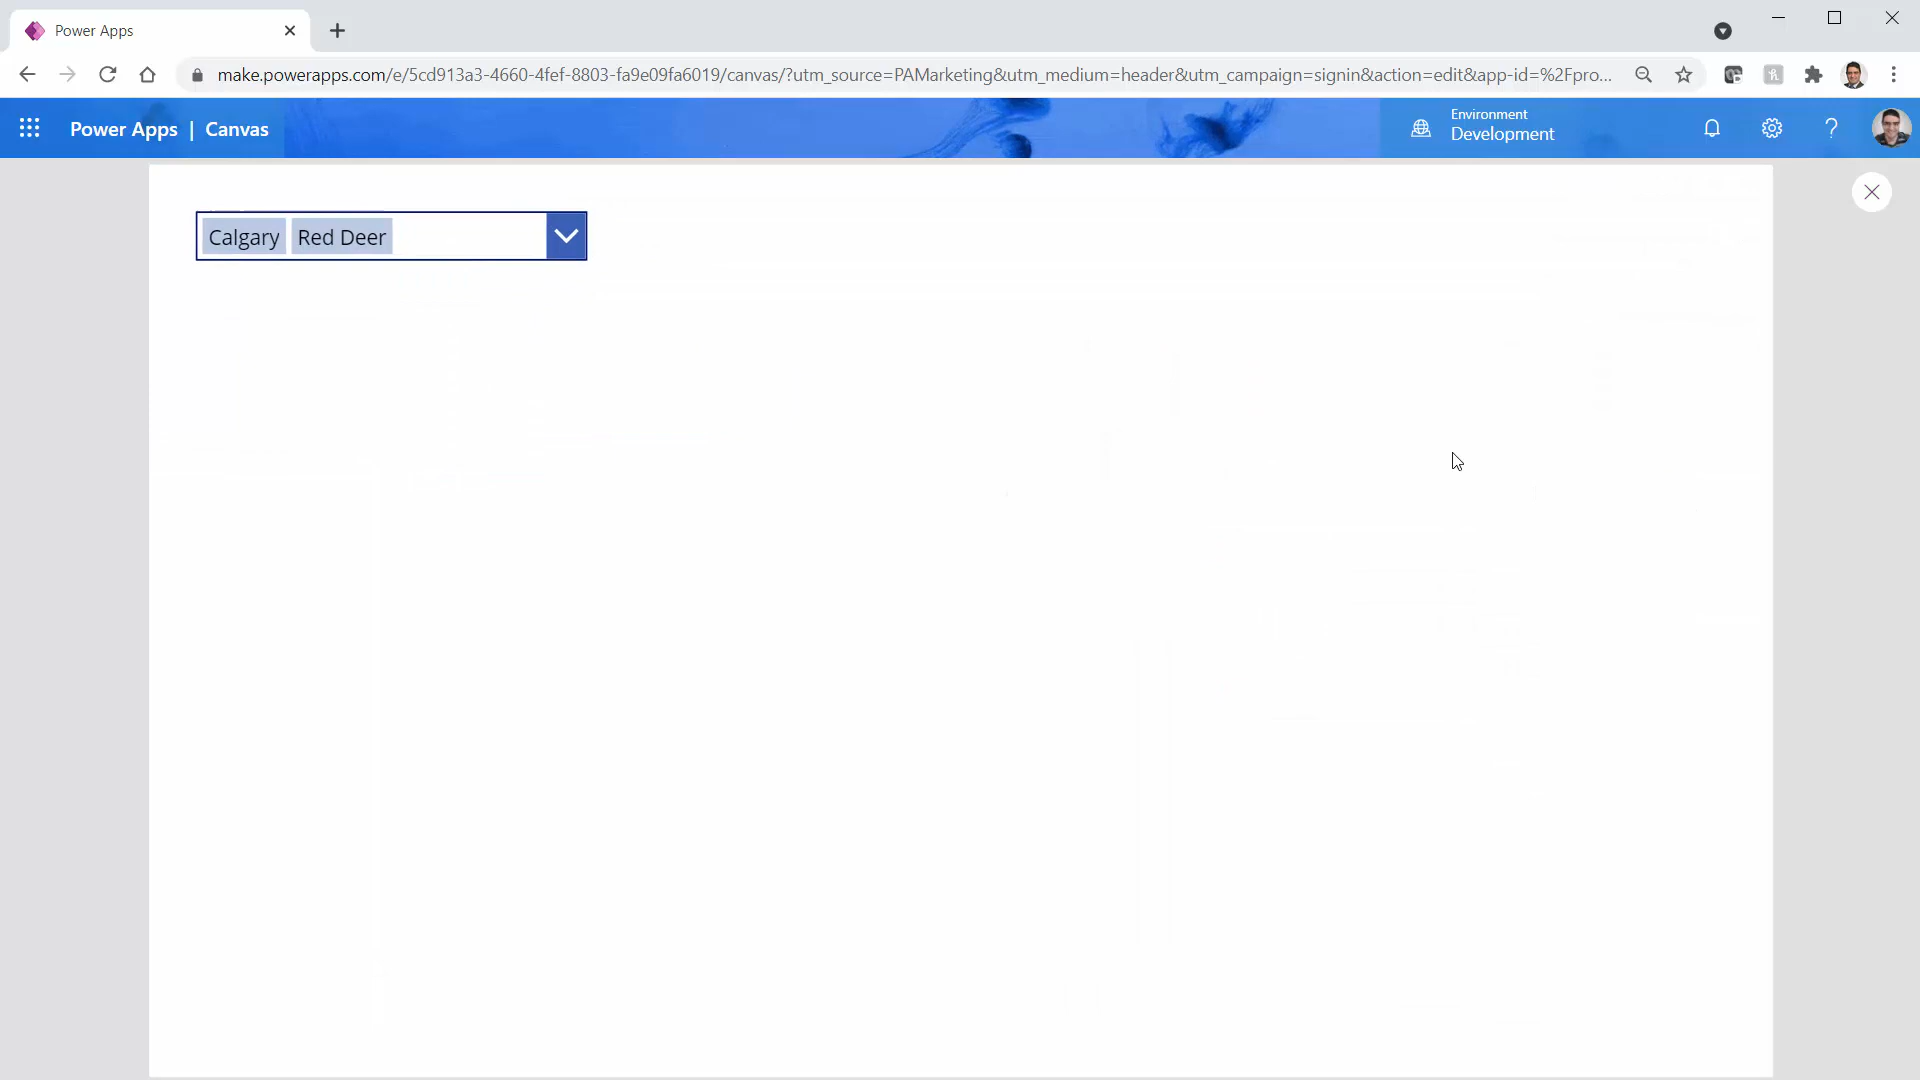 Power Apps
make.powerapps.com/e/5cd913a3-4660-4fef-8803-fa9e09fa6019/canvas/?utm_source=PAMarketing&utm_medium=header&utm_campaign=signin&action=edit&app-id=%2Fpro...
Power Apps | Canvas
Environment
Development
Calgary Red Deer